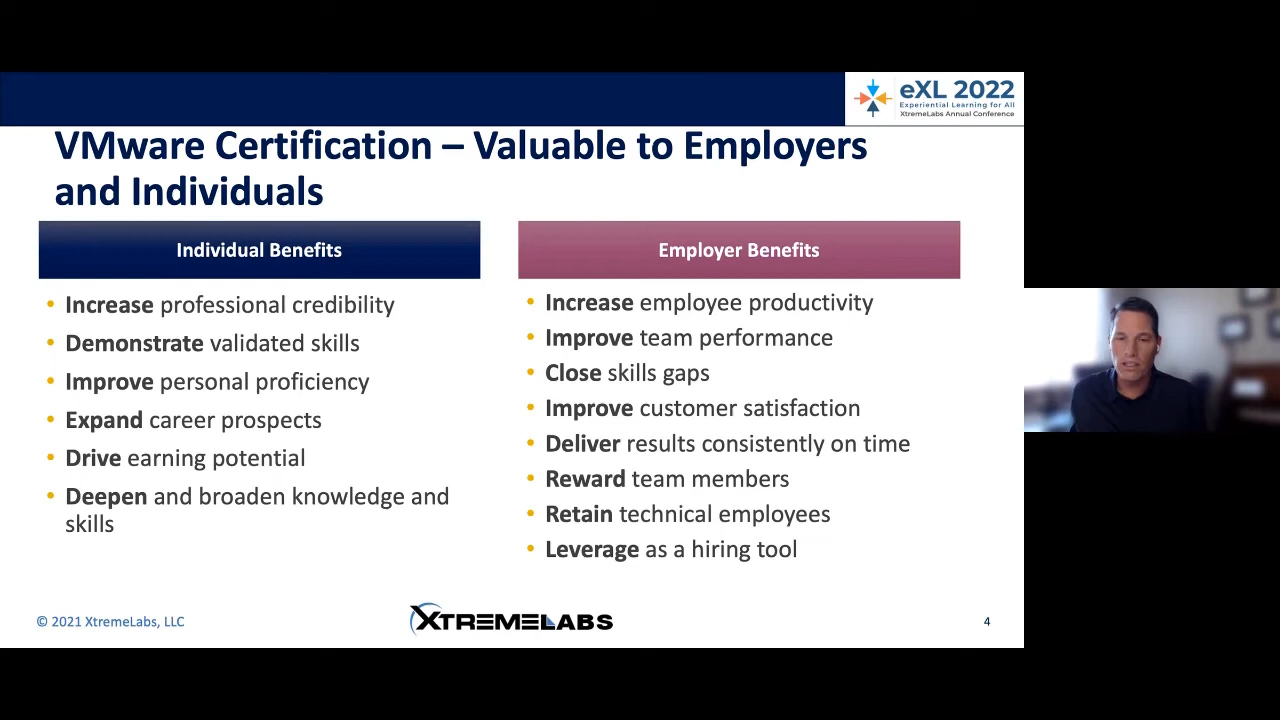 eXL 2022
Experiential Learning for All
XtremeLabs Annual Conference
VMware Certification – Valuable to Employers
and Individuals
Individual Benefits
• Increase professional credibility
• Demonstrate validated skills
• Improve personal proficiency
• Expand career prospects
• Drive earning potential
• Deepen and broaden knowledge and
skills
Employer Benefits
• Increase employee productivity
• Improve team performance
• Close skills gaps
• Improve customer satisfaction
• Deliver results consistently on time
• Reward team members
• Retain technical employees
• Leverage as a hiring tool
© 2021 XtremeLabs, LLC
XTREMELABS
4